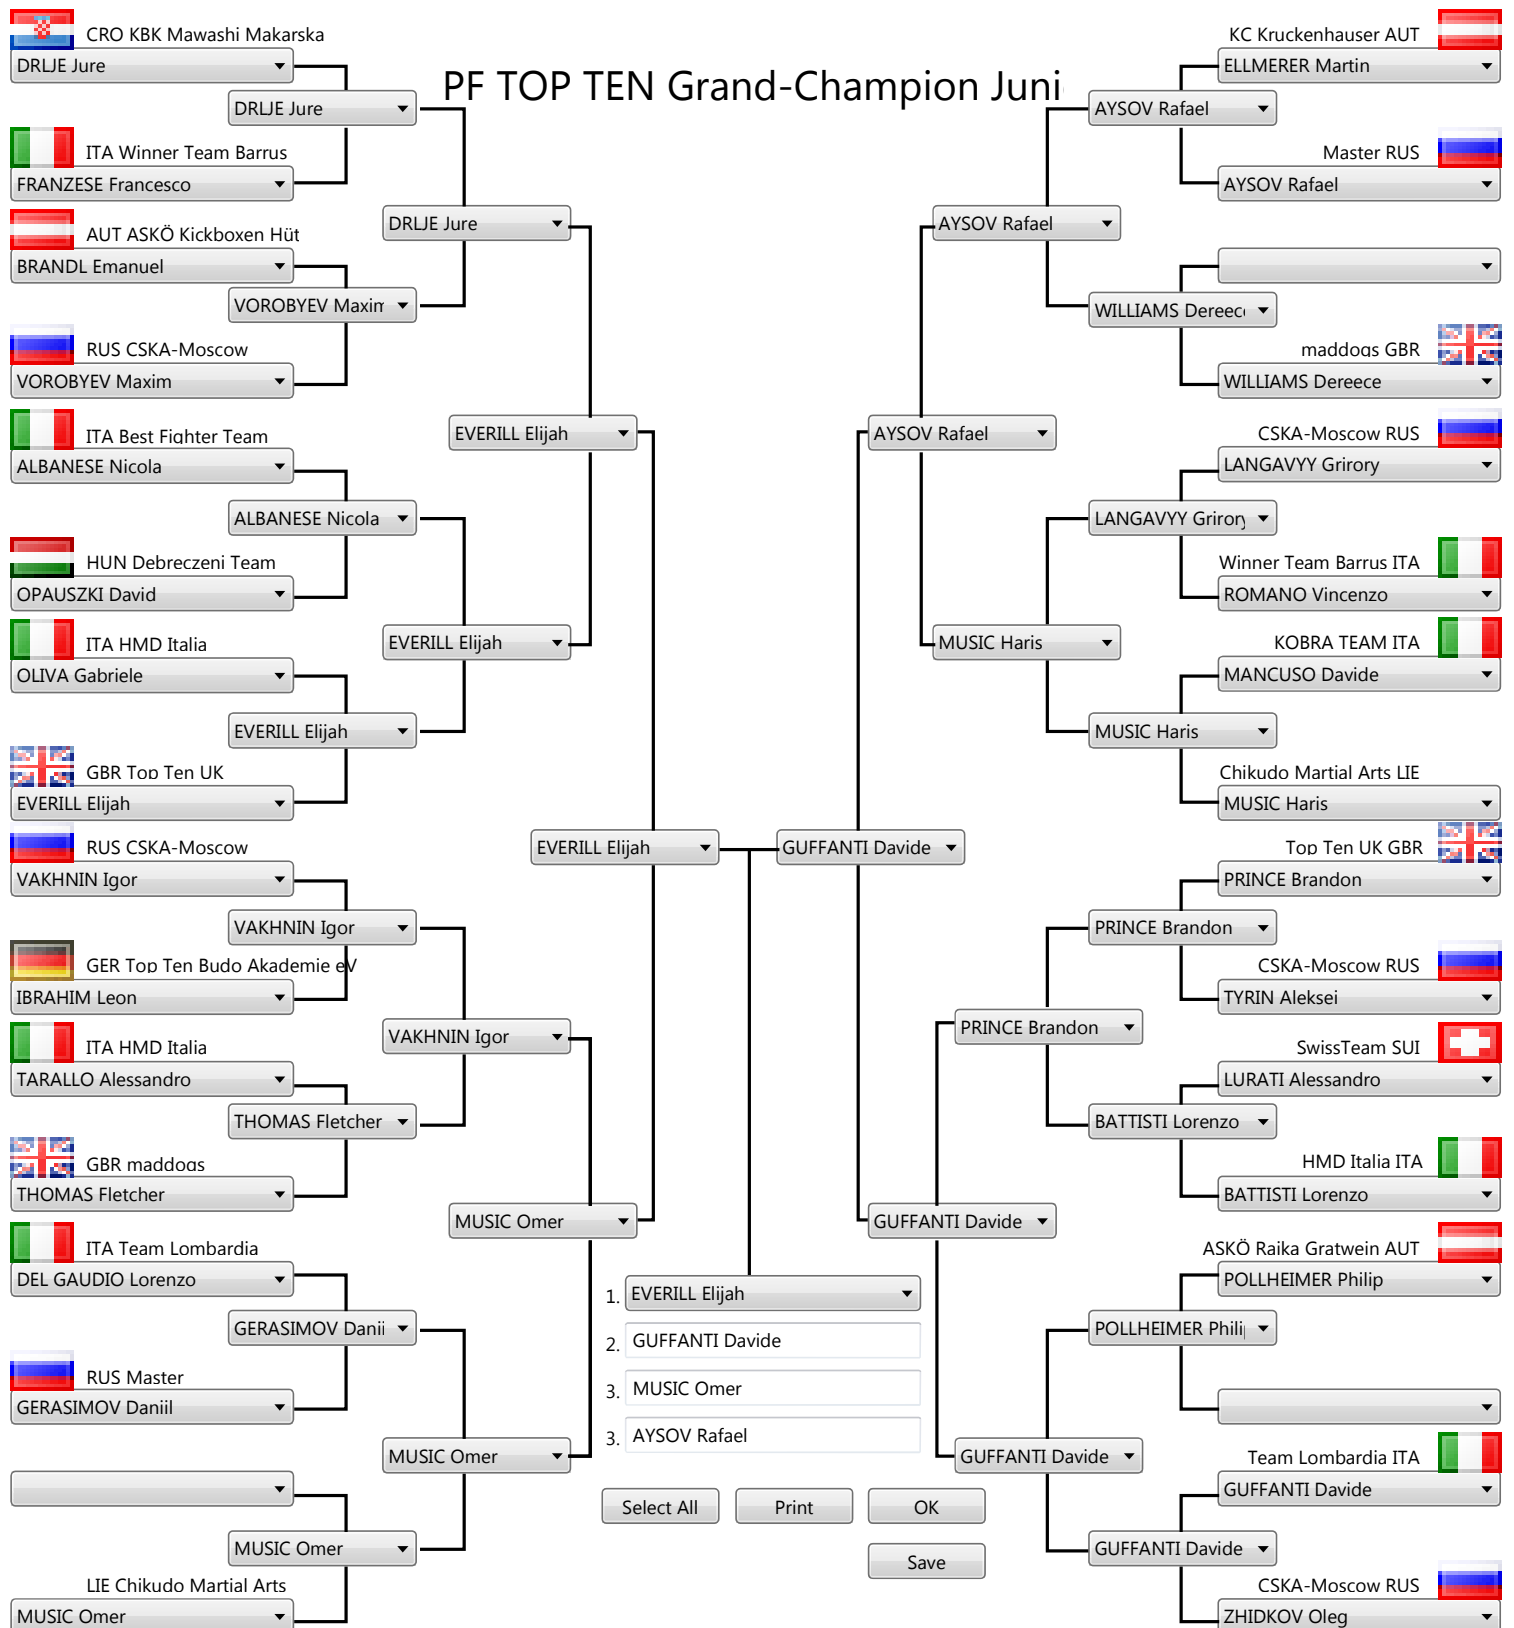 PF TOP TEN Grand-Champion Juni
CRO KBK Mawashi Makarska
DRLJE Jure
DRLJE Jure
ITA Winner Team Barrus
FRANZESE Francesco
DRLJE Jure
AUT ASKÖ Kickboxen Hüt
BRANDL Emanuel
VOROBYEV Maxim
RUS CSKA-Moscow
VOROBYEV Maxim
EVERILL Elijah
ITA Best Fighter Team
ALBANESE Nicola
ALBANESE Nicola
HUN Debreczeni Team
OPAUSZKI David
EVERILL Elijah
ITA HMD Italia
OLIVA Gabriele
EVERILL Elijah
GBR Top Ten UK
EVERILL Elijah
EVERILL Elijah
RUS CSKA-Moscow
VAKHNIN Igor
VAKHNIN Igor
GER Top Ten Budo Akademie eV
IBRAHIM Leon
VAKHNIN Igor
ITA HMD Italia
TARALLO Alessandro
THOMAS Fletcher
GBR maddogs
THOMAS Fletcher
MUSIC Omer
ITA Team Lombardia
DEL GAUDIO Lorenzo
GERASIMOV Danii
RUS Master
GERASIMOV Daniil
MUSIC Omer
MUSIC Omer
LIE Chikudo Martial Arts
MUSIC Omer
KC Kruckenhauser AUT
ELLMERER Martin
AYSOV Rafael
Master RUS
AYSOV Rafael
AYSOV Rafael
WILLIAMS Dereec
maddogs GBR
WILLIAMS Dereece
AYSOV Rafael
CSKA-Moscow RUS
LANGAVYY Grirory
LANGAVYY Grirory
Winner Team Barrus ITA
ROMANO Vincenzo
MUSIC Haris
KOBRA TEAM ITA
MANCUSO Davide
MUSIC Haris
Chikudo Martial Arts LIE
MUSIC Haris
GUFFANTI Davide
Top Ten UK GBR
PRINCE Brandon
PRINCE Brandon
CSKA-Moscow RUS
TYRIN Aleksei
PRINCE Brandon
SwissTeam SUI
LURATI Alessandro
BATTISTI Lorenzo
HMD Italia ITA
BATTISTI Lorenzo
GUFFANTI Davide
ASKÖ Raika Gratwein AUT
POLLHEIMER Philip
POLLHEIMER Phili
GUFFANTI Davide
Team Lombardia ITA
GUFFANTI Davide
GUFFANTI Davide
CSKA-Moscow RUS
ZHIDKOV Oleg
1. EVERILL Elijah
2. GUFFANTI Davide
3. MUSIC Omer
3. AYSOV Rafael
Select All Print OK
Save